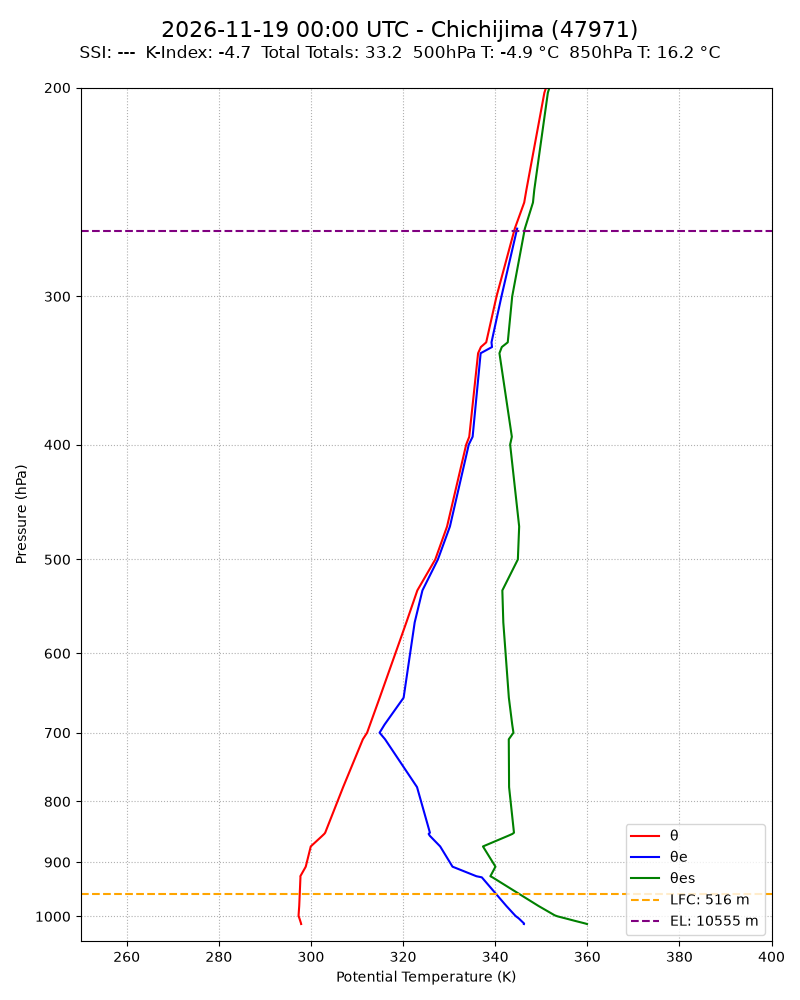 2026-11-19 00:00 UTC - Chichijima (47971)
SSI: ---  K-Index: -4.7  Total Totals: 33.2  500hPa T: -4.9 °C  850hPa T: 16.2 °C
200
300
400
500
600
700
800
900
1000
Pressure (hPa)
θ
θe
θes
LFC: 516 m
EL: 10555 m
260 280 300 320 340 360 380 400
Potential Temperature (K)